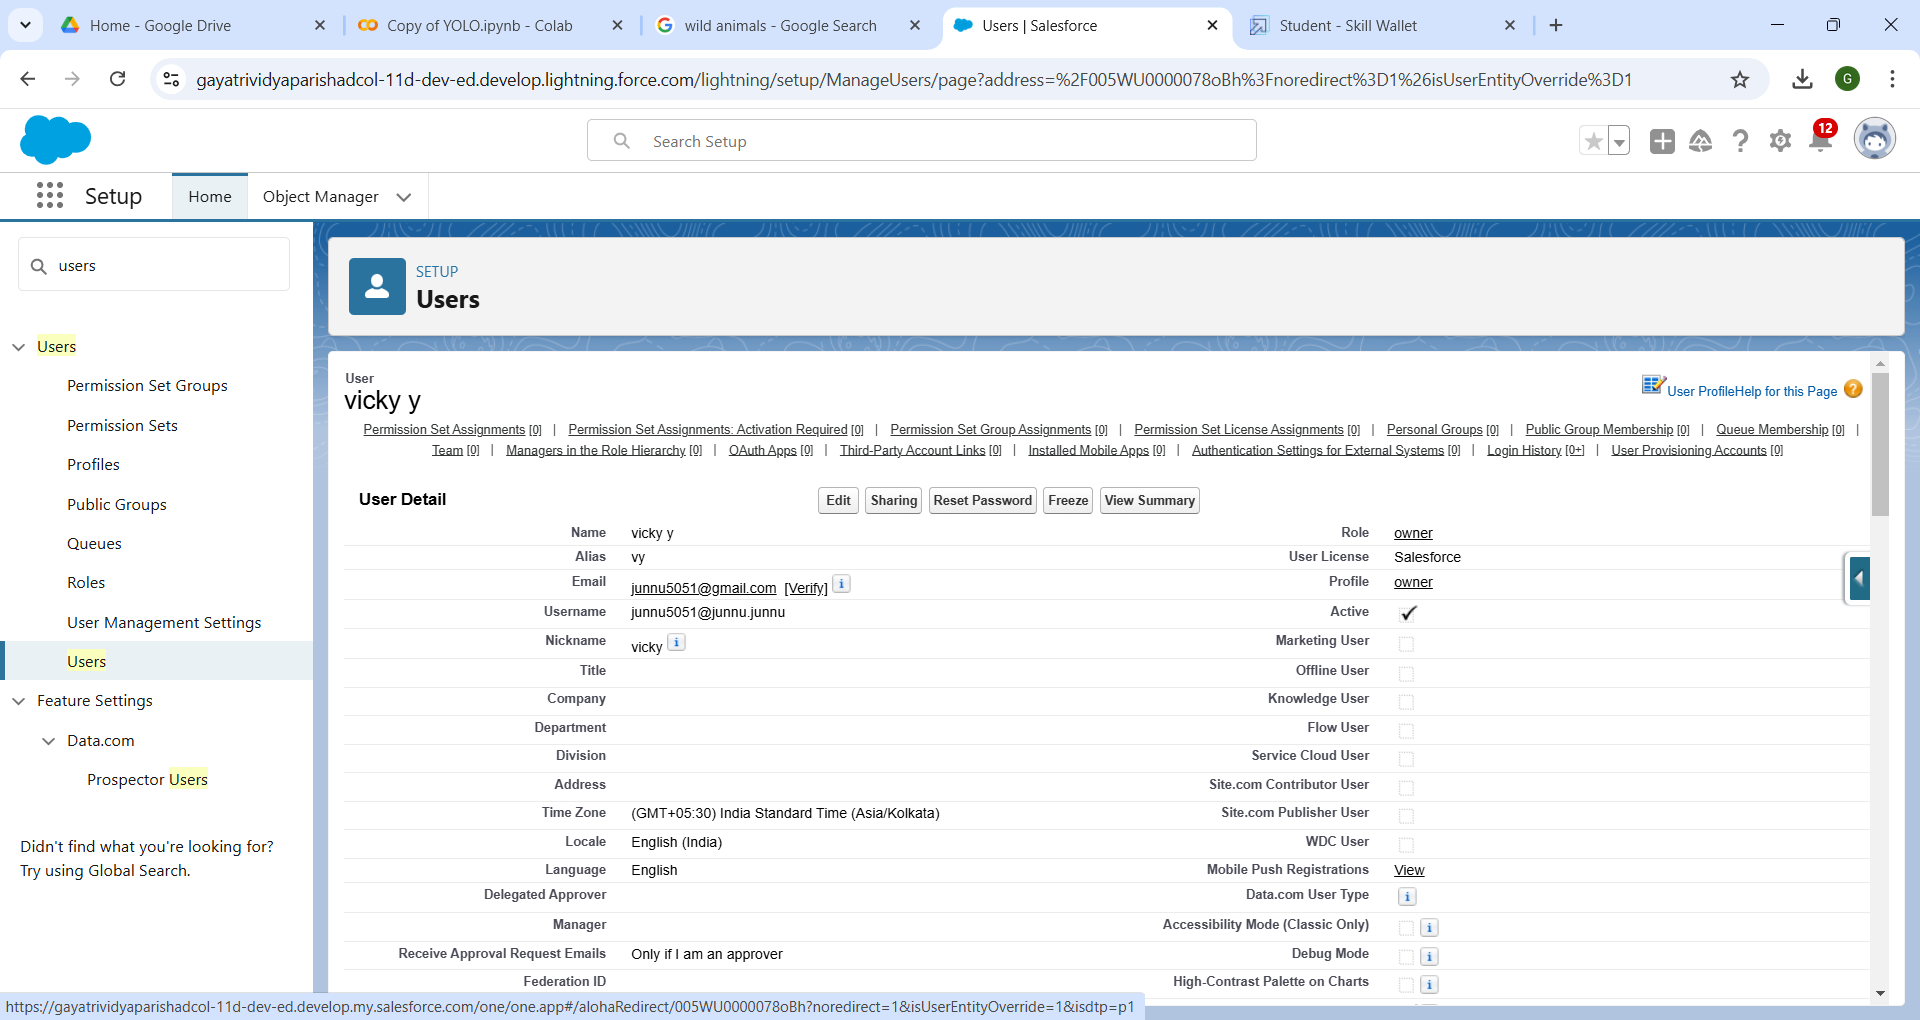 Home - Google Drive
Copy of YOLO.ipynb - Colab
wild animals - Google Search
Users | Salesforce
Student - Skill Wallet
gayatrividyaparishadcol-11d-dev-ed.develop.lightning.force.com/lightning/setup/ManageUsers/page?address=%2F005WU0000078oBh%3Fnoredirect%3D1%26isUserEntityOverride%3D1
G
Search Setup
12
Setup
Home
Object Manager
users
Users
Permission Set Groups
Permission Sets
Profiles
Public Groups
Queues
Roles
User Management Settings
Users
Feature Settings
Data.com
Prospector Users
Didn't find what you're looking for?
Try using Global Search.
SETUP
Users
User
vicky y
User Profile Help for this Page ?
Permission Set Assignments [0] | Permission Set Assignments: Activation Required [0] | Permission Set Group Assignments [0] | Permission Set License Assignments [0] | Personal Groups [0] | Public Group Membership [0] | Queue Membership [0] |
Team [0] | Managers in the Role Hierarchy [0] | OAuth Apps [0] | Third-Party Account Links [0] | Installed Mobile Apps [0] | Authentication Settings for External Systems [0] | Login History [0+] | User Provisioning Accounts [0]
User Detail
Edit Sharing Reset Password Freeze View Summary
Name vicky y Role owner
Alias vy User License Salesforce
Email junnu5051@gmail.com [Verify] i Profile owner
Username junnu5051@junnu.junnu Active
Nickname vicky i Marketing User
Title Offline User
Company Knowledge User
Department Flow User
Division Service Cloud User
Address Site.com Contributor User
Time Zone (GMT+05:30) India Standard Time (Asia/Kolkata) Site.com Publisher User
Locale English (India) WDC User
Language English Mobile Push Registrations View
Delegated Approver Data.com User Type i
Manager Accessibility Mode (Classic Only) i
Receive Approval Request Emails Only if I am an approver Debug Mode i
Federation ID High-Contrast Palette on Charts i
https://gayatrividyaparishadcol-11d-dev-ed.develop.my.salesforce.com/one/one.app#/alohaRedirect/005WU0000078oBh?noredirect=1&isUserEntityOverride=1&isdtp=p1